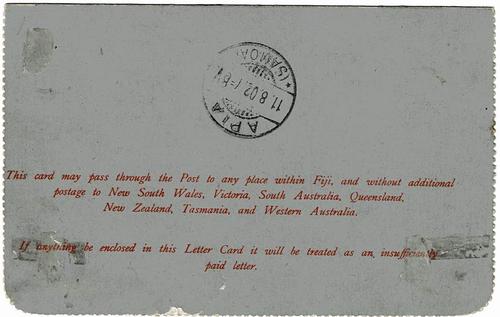 (SAMOA)
11.8.02.7-8V
APIA
This card may pass through the Post to any place within Fiji, and without additional
postage to New South Wales, Victoria, South Australia, Queensland,
New Zealand, Tasmania, and Western Australia.
If anything be enclosed in this Letter Card it will be treated as an insufficiently
paid letter.